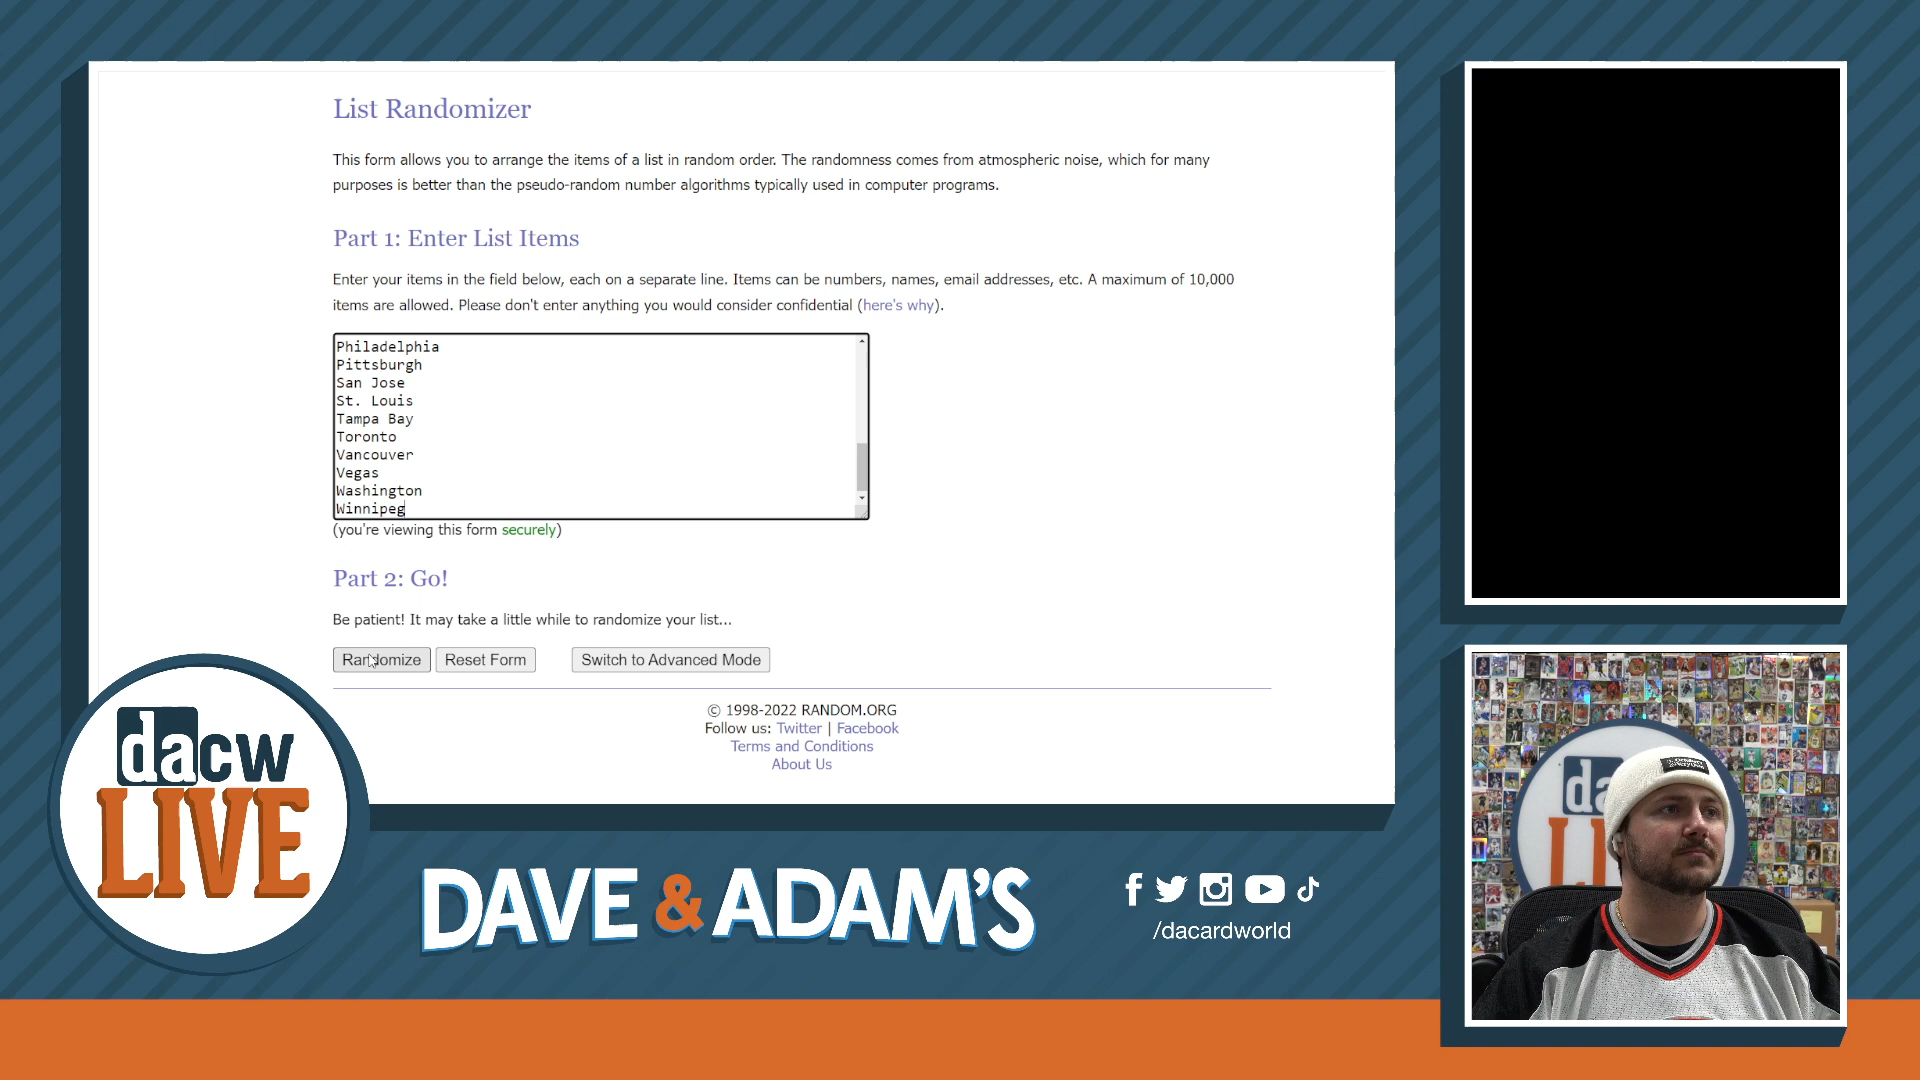 List Randomizer
This form allows you to arrange the items of a list in random order. The randomness comes from atmospheric noise, which for many
purposes is better than the pseudo-random number algorithms typically used in computer programs.
Part 1: Enter List Items
Enter your items in the field below, each on a separate line. Items can be numbers, names, email addresses, etc. A maximum of 10,000
items are allowed. Please don't enter anything you would consider confidential (here's why).
Philadelphia
Pittsburgh
San Jose
St. Louis
Tampa Bay
Toronto
Vancouver
Vegas
Washington
Winnipeg
(you're viewing this form securely)
Part 2: Go!
Be patient! It may take a little while to randomize your list...
Randomize Reset Form Switch to Advanced Mode
© 1998-2022 RANDOM.ORG
Follow us: Twitter | Facebook
Terms and Conditions
About Us
dacw
LIVE
DAVE & ADAM'S
/dacardworld
da
LI